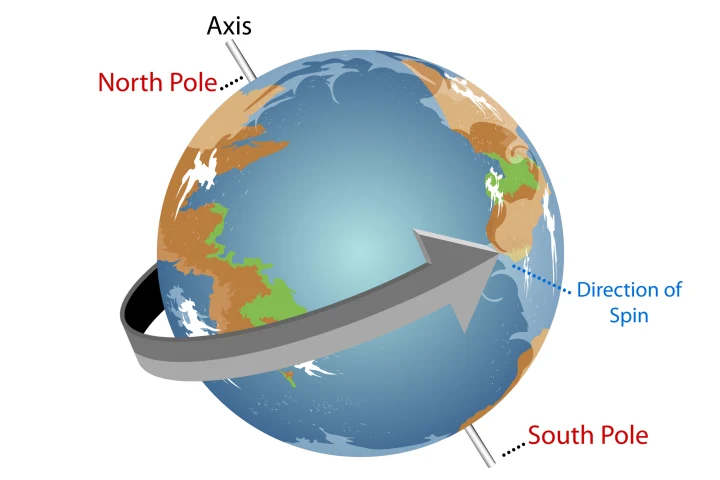 Axis
North Pole
Direction of
Spin
South Pole